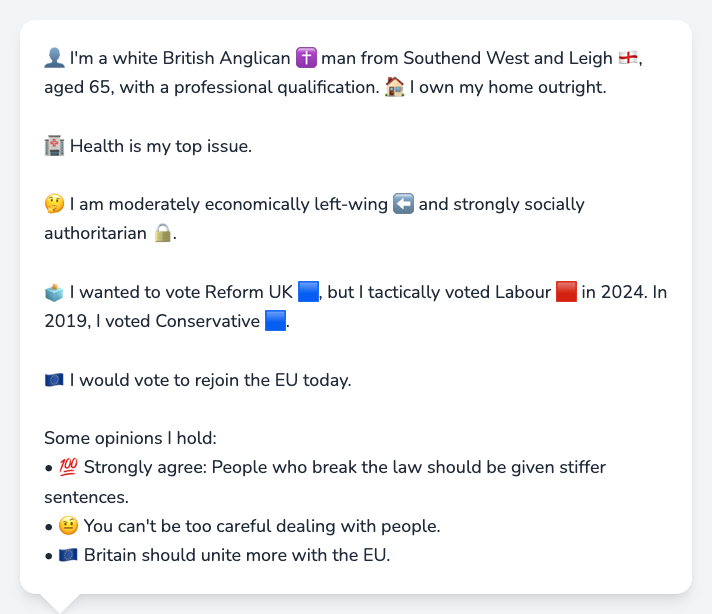 👤 I'm a white British Anglican ✝️ man from Southend West and Leigh 🏴󠁧󠁢󠁥󠁮󠁧󠁿,
aged 65, with a professional qualification. 🏠 I own my home outright.
🏥 Health is my top issue.
🤔 I am moderately economically left-wing ⬅️ and strongly socially
authoritarian 🔒.
🗳️ I wanted to vote Reform UK 🟦, but I tactically voted Labour 🟥 in 2024. In
2019, I voted Conservative 🟦.
🇪🇺 I would vote to rejoin the EU today.
Some opinions I hold:
• 💯 Strongly agree: People who break the law should be given stiffer
sentences.
• 🤨 You can't be too careful dealing with people.
• 🇪🇺 Britain should unite more with the EU.